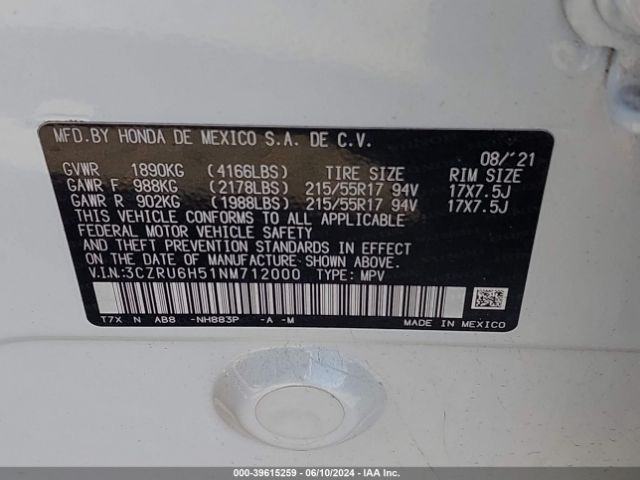 MFD.BY HONDA DE MEXICO S.A. DE C.V.
08/'21
GVWR 1890KG (4166LBS) TIRE SIZE RIM SIZE
GAWR F 988KG (2178LBS) 215/55R17 94V 17X7.5J
GAWR R 902KG (1988LBS) 215/55R17 94V 17X7.5J
THIS VEHICLE CONFORMS TO ALL APPLICABLE
FEDERAL MOTOR VEHICLE SAFETY
AND THEFT PREVENTION STANDARDS IN EFFECT
ON THE DATE OF MANUFACTURE SHOWN ABOVE.
V.I.N:3CZRU6H51NM712000 TYPE: MPV
T7X N AB8 -NH883P -A -M MADE IN MEXICO
000-39615259 - 06/10/2024 - IAA Inc.